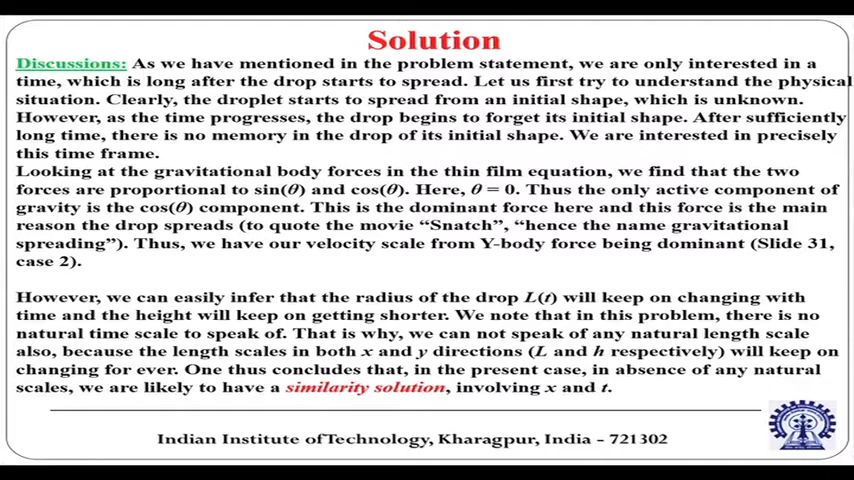 Solution
Discussions: As we have mentioned in the problem statement, we are only interested in a
time, which is long after the drop starts to spread. Let us first try to understand the physical
situation. Clearly, the droplet starts to spread from an initial shape, which is unknown.
However, as the time progresses, the drop begins to forget its initial shape. After sufficiently
long time, there is no memory in the drop of its initial shape. We are interested in precisely
this time frame.
Looking at the gravitational body forces in the thin film equation, we find that the two
forces are proportional to sin(θ) and cos(θ). Here, θ = 0. Thus the only active component of
gravity is the cos(θ) component. This is the dominant force here and this force is the main
reason the drop spreads (to quote the movie “Snatch”, “hence the name gravitational
spreading”). Thus, we have our velocity scale from Y-body force being dominant (Slide 31,
case 2).
However, we can easily infer that the radius of the drop L(t) will keep on changing with
time and the height will keep on getting shorter. We note that in this problem, there is no
natural time scale to speak of. That is why, we can not speak of any natural length scale
also, because the length scales in both x and y directions (L and h respectively) will keep on
changing for ever. One thus concludes that, in the present case, in absence of any natural
scales, we are likely to have a similarity solution, involving x and t.
Indian Institute of Technology, Kharagpur, India - 721302